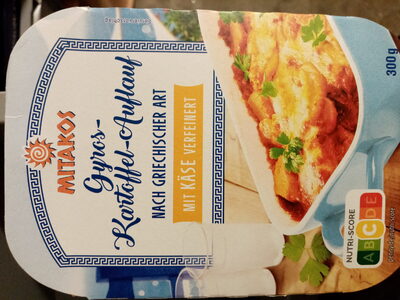 MITAKOS
Gyros-
Kartoffel-Auflauf
NACH GRIECHISCHER ART
MIT KÄSE VERFEINERT
300g
NUTRI-SCORE
A B C D E